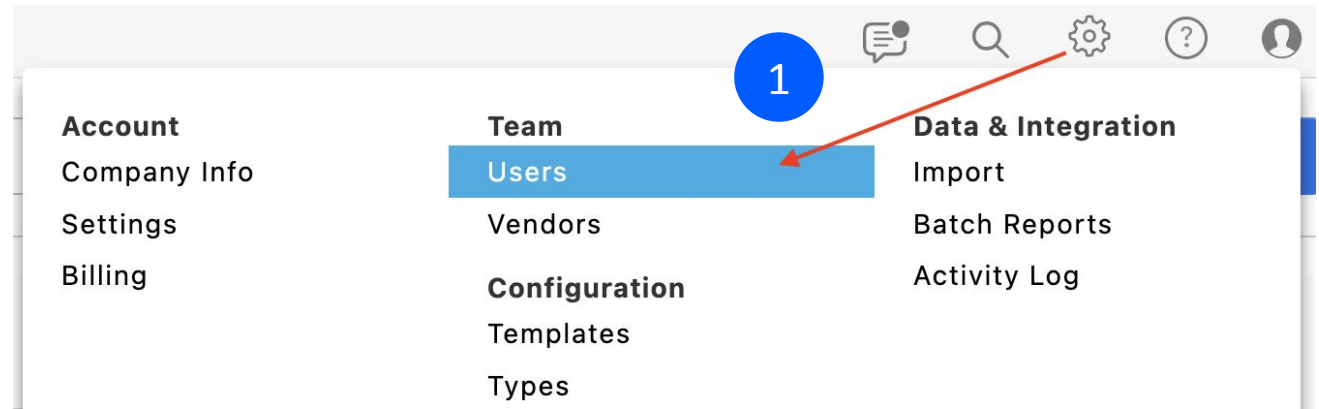 ?
1
Account
Company Info
Settings
Billing
Team
Users
Vendors
Configuration
Templates
Types
Data & Integration
Import
Batch Reports
Activity Log